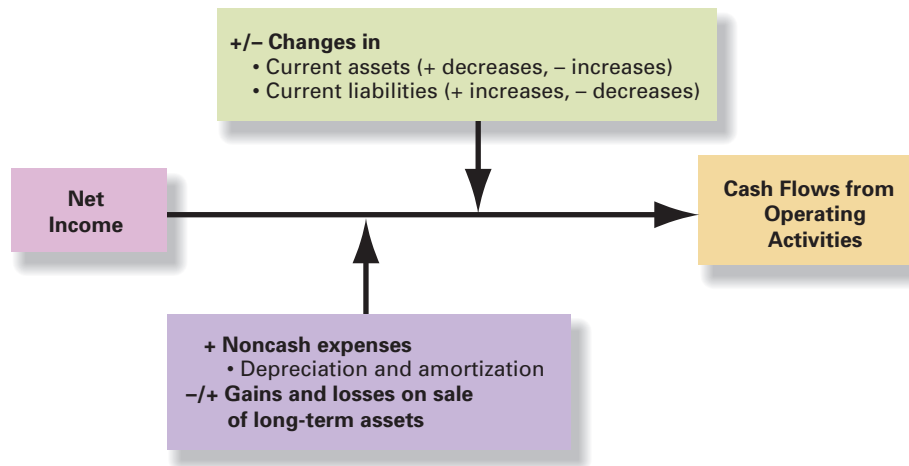 +/– Changes in
• Current assets (+ decreases, – increases)
• Current liabilities (+ increases, – decreases)
Net
Income
Cash Flows from
Operating
Activities
+ Noncash expenses
• Depreciation and amortization
–/+ Gains and losses on sale
of long-term assets